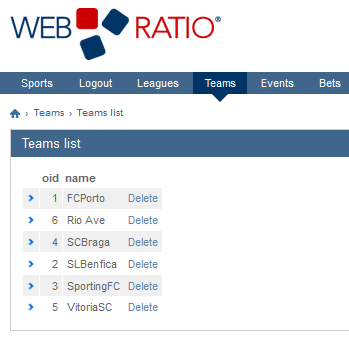 WEB RATIO®
Sports Logout Leagues Teams Events Bets
› Teams › Teams list
Teams list
oid name
1 FCPorto Delete
6 Rio Ave Delete
4 SCBraga Delete
2 SLBenfica Delete
3 SportingFC Delete
5 VitoriaSC Delete